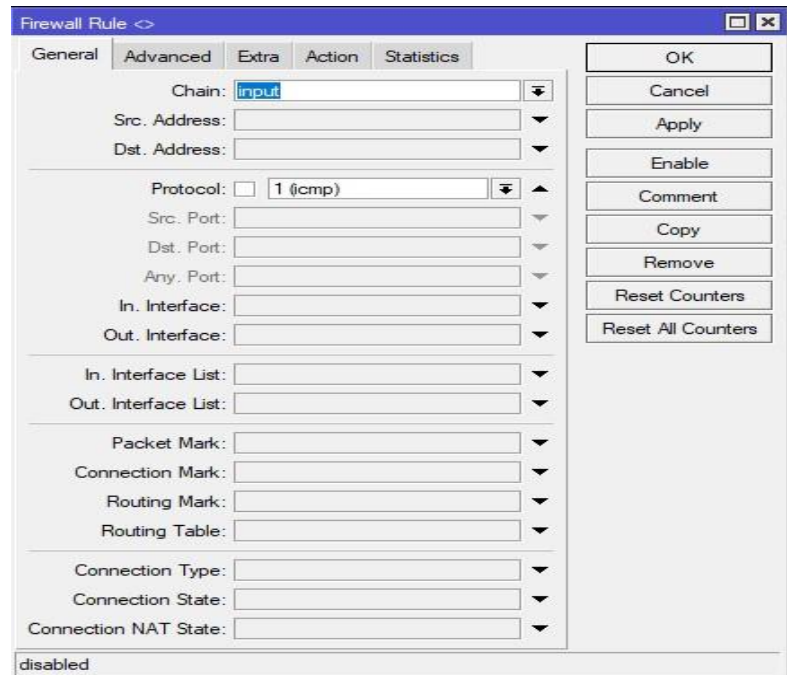 Firewall Rule <>
General Advanced Extra Action Statistics
OK
Chain: input
Cancel
Src. Address:
Apply
Dst. Address:
Enable
Protocol: 1 (icmp)
Comment
Src. Port:
Copy
Dst. Port:
Remove
Any. Port:
Reset Counters
In. Interface:
Reset All Counters
Out. Interface:
In. Interface List:
Out. Interface List:
Packet Mark:
Connection Mark:
Routing Mark:
Routing Table:
Connection Type:
Connection State:
Connection NAT State:
disabled